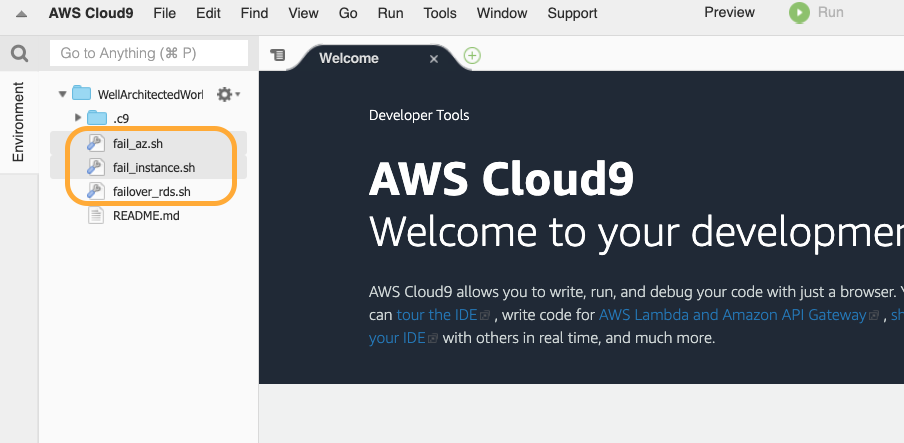 AWS Cloud9 File Edit Find View Go Run Tools Window Support Preview Run
Go to Anything (⌘ P)
Welcome
Environment
WellArchitectedWor
.c9
fail_az.sh
fail_instance.sh
failover_rds.sh
README.md
Developer Tools
AWS Cloud9
Welcome to your developmen
AWS Cloud9 allows you to write, run, and debug your code with just a browser.
can tour the IDE , write code for AWS Lambda and Amazon API Gateway , sh
your IDE with others in real time, and much more.